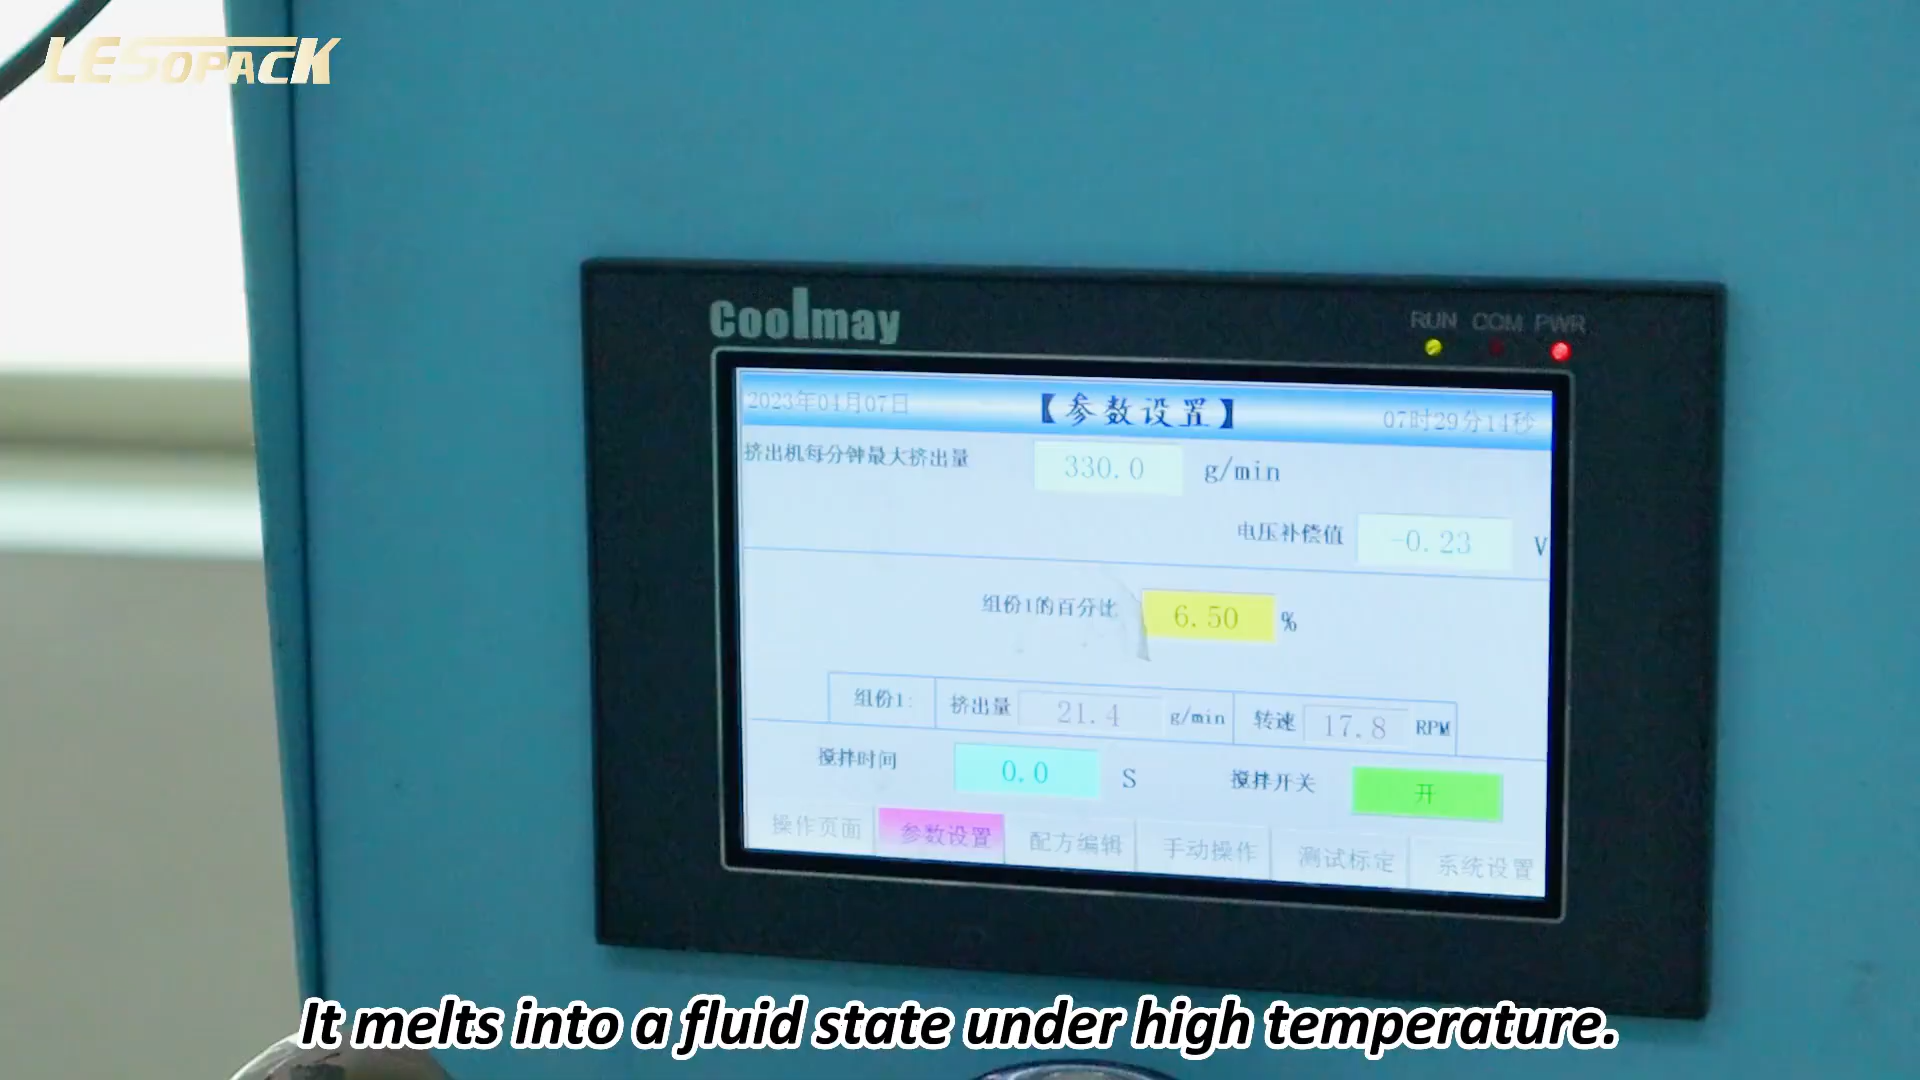 LESOPACK
Coolmay
RUN COM PWR
2023年04月07日 【参数设置】 07时29分14秒
挤出机每分钟最大挤出量 330.0 g/min
电压补偿值 -0.23 V
组份1的百分比 6.50 %
组份1: 挤出量 21.4 g/min 转速 17.8 RPM
搅拌时间 0.0 S 搅拌开关 开
操作页面 参数设置 配方编辑 手动操作 测试标定 系统设置
It melts into a fluid state under high temperature.